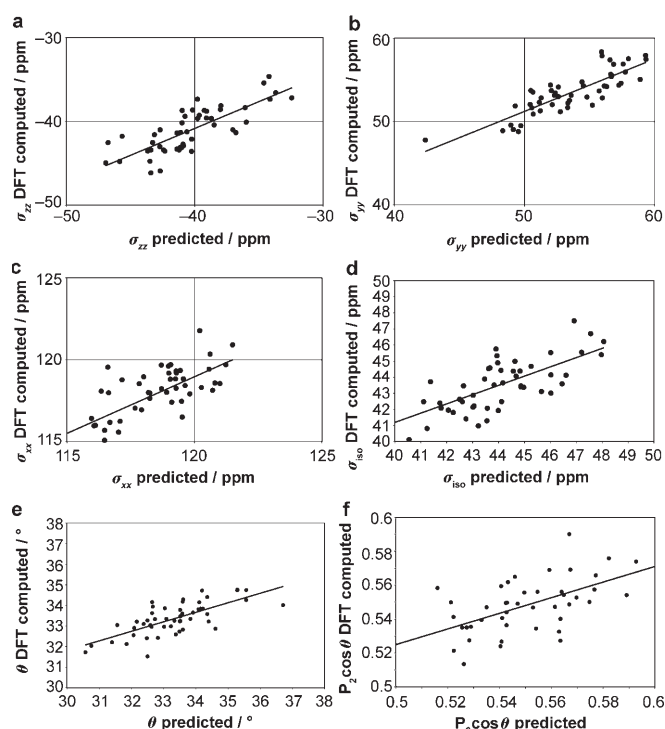 a
b
−30
σzz DFT computed / ppm
−40
−50
−50 −40 −30
σzz predicted / ppm
60
σyy DFT computed / ppm
50
40
40 50 60
σyy predicted / ppm
c
d
125
σxx DFT computed / ppm
120
115
115 120 125
σxx predicted / ppm
50
49
48
47
46
45
44
43
42
41
40
σiso DFT computed / ppm
40 41 42 43 44 45 46 47 48 49 50
σiso predicted / ppm
e
f
38
37
36
35
34
33
32
31
30
θ DFT computed / °
30 31 32 33 34 35 36 37 38
θ predicted / °
0.6
0.56
0.54
0.52
0.5
P2 cosθ DFT computed
0.5 0.52 0.54 0.56 0.58 0.6
P2cosθ predicted